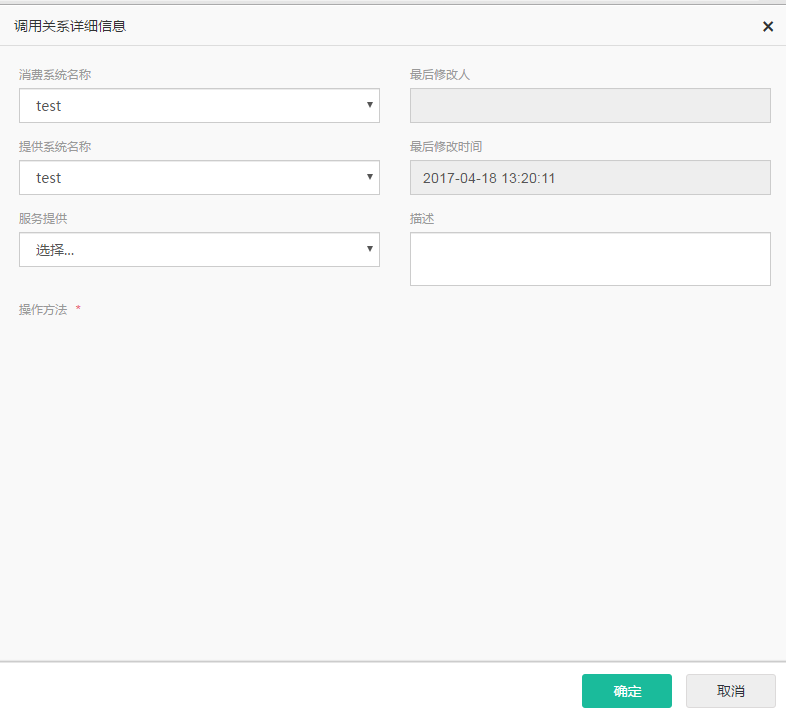 调用关系详细信息
消费系统名称
test
提供系统名称
test
服务提供
选择...
操作方法 *
最后修改人
最后修改时间
2017-04-18 13:20:11
描述
确定
取消